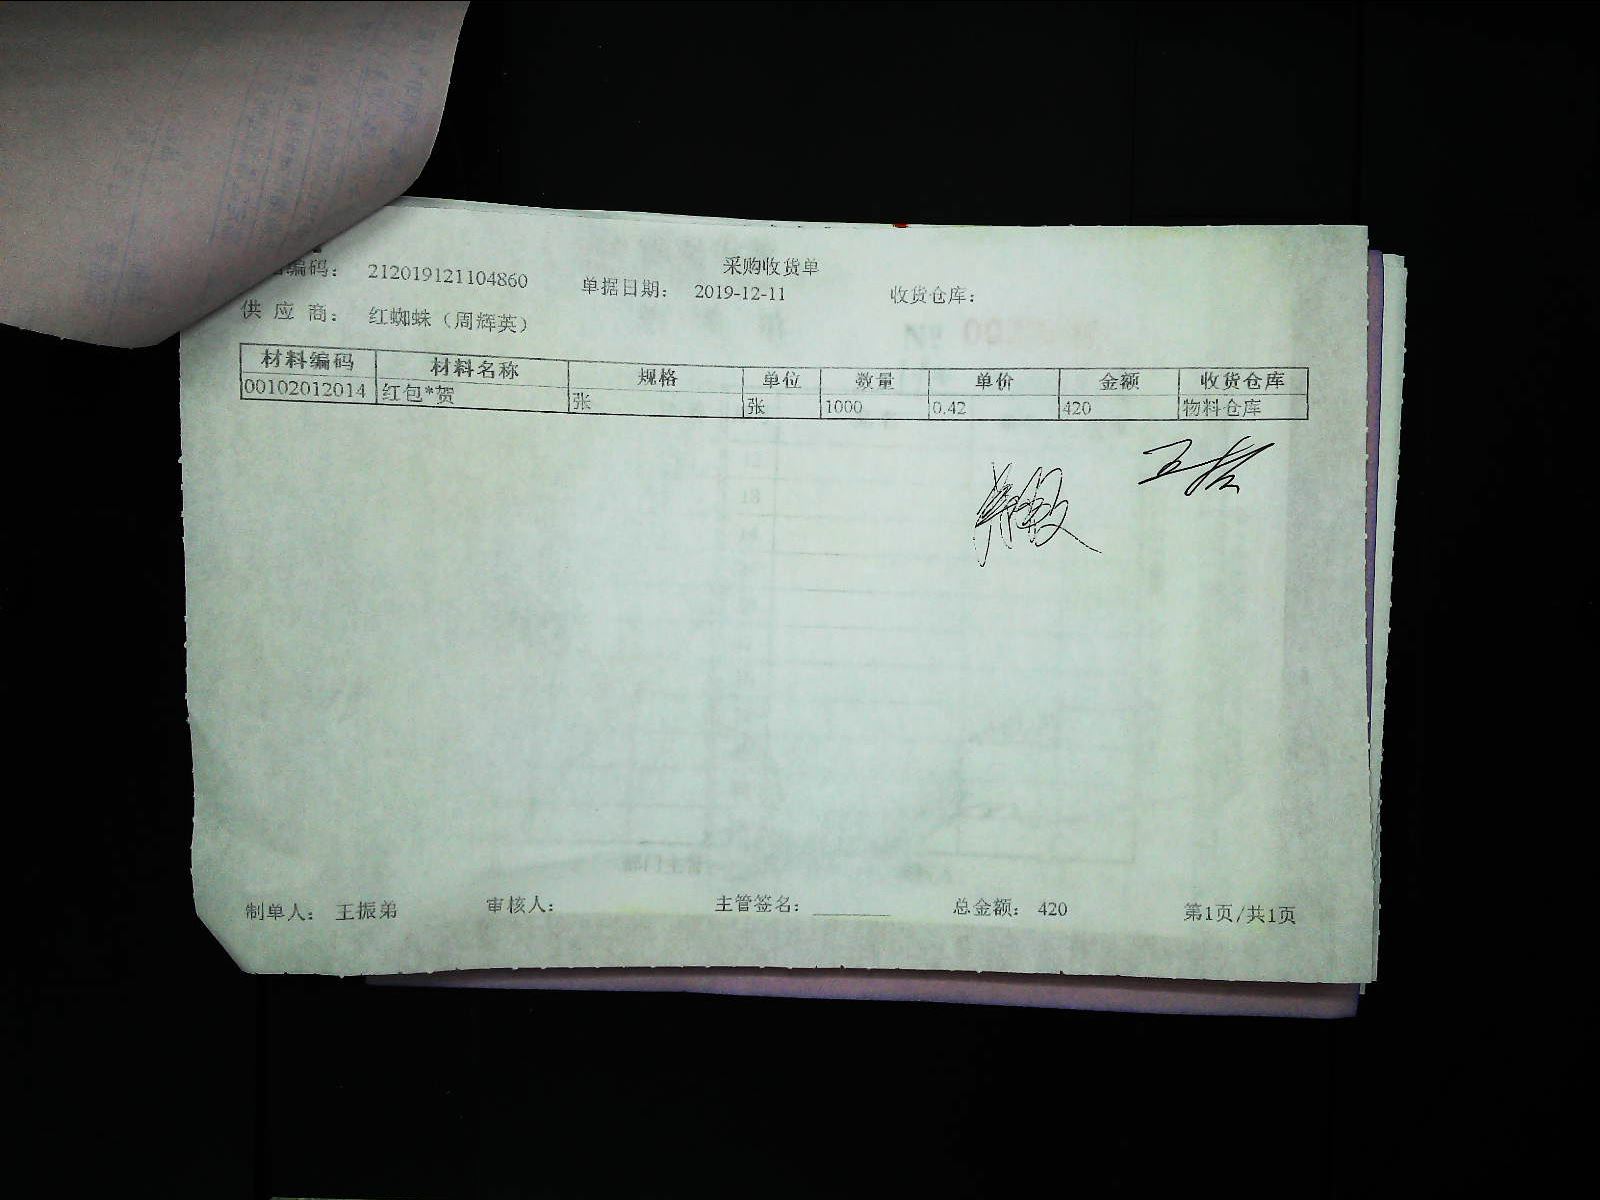 采购收货单
编码： 212019121104860 单据日期： 2019-12-11 收货仓库：
供 应 商： 红蜘蛛（周辉英）
材料编码 材料名称 规格 单位 数量 单价 金额 收货仓库
00102012014 红包*贺 张 张 1000 0.42 420 物料仓库
制单人： 王振弟 审核人： 主管签名： 总金额： 420 第1页/共1页